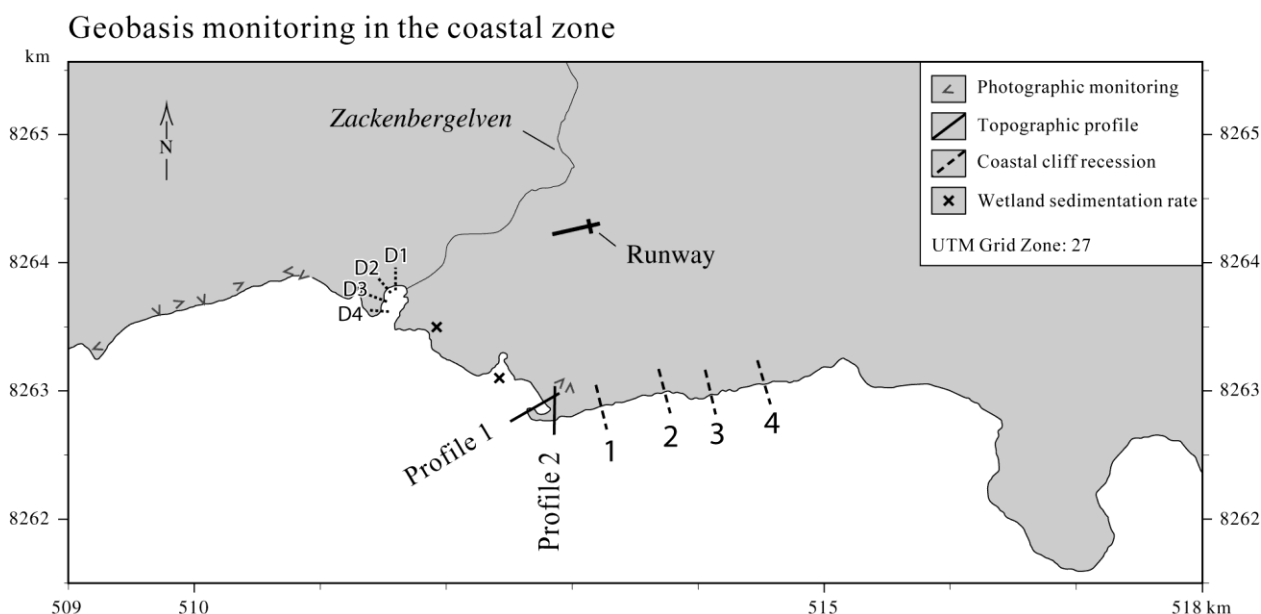 Geobasis monitoring in the coastal zone
km
Photographic monitoring
Topographic profile
Coastal cliff recession
Wetland sedimentation rate
UTM Grid Zone: 27
8265
8265
N
Zackenbergelven
Runway
8264
8264
D1
D2
D3
D4
8263
8263
1
2
3
4
Profile 1
Profile 2
8262
8262
509
510
515
518 km